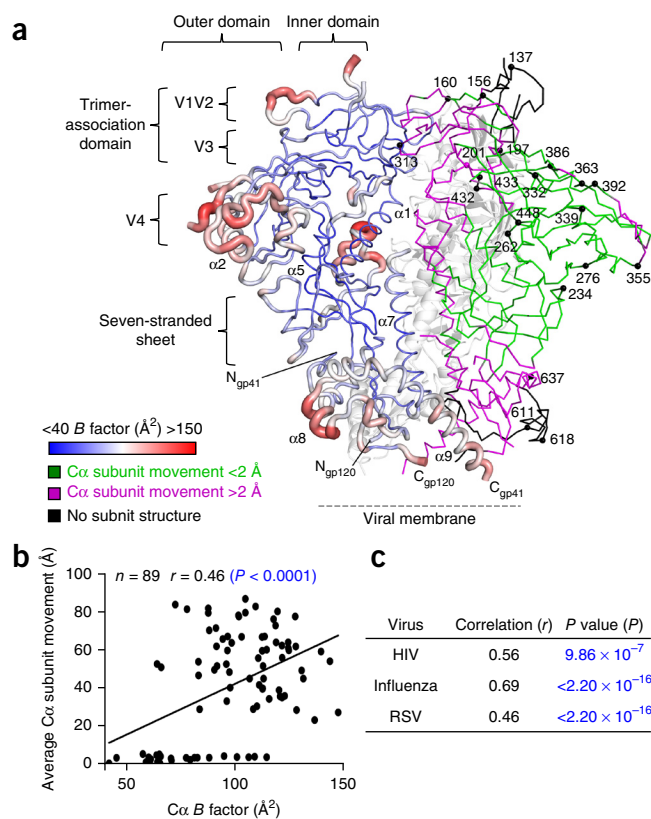 a
Outer domain
Inner domain
Trimer-
association
domain
V1V2
V3
V4
Seven-stranded
sheet
α2
α5
α1
α7
α8
α9
Ngp41
Ngp120
Cgp120
Cgp41
Viral membrane
137
160
156
313
201
197
386
363
392
433
332
432
448
339
262
276
355
234
637
611
618
<40 B factor (Å²) >150
Cα subunit movement <2 Å
Cα subunit movement >2 Å
No subnit structure
b
n = 89 r = 0.46 (P < 0.0001)
Average Cα subunit movement (Å)
100
80
60
40
20
0
50
100
150
Cα B factor (Å²)
c
Virus Correlation (r) P value (P)
HIV 0.56 9.86 × 10⁻⁷
Influenza 0.69 <2.20 × 10⁻¹⁶
RSV 0.46 <2.20 × 10⁻¹⁶